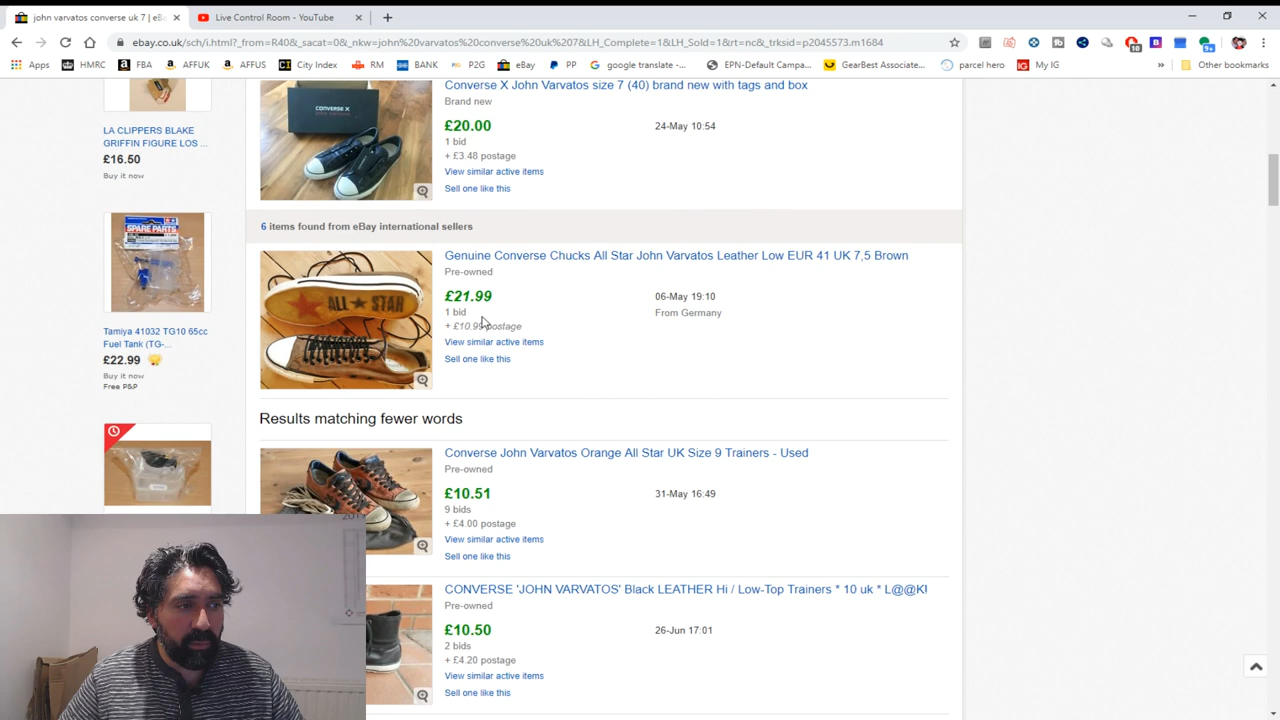 john varvatos converse uk 7 | eB
Live Control Room - YouTube
ebay.co.uk/sch/i.html?_from=R40&_sacat=0&_nkw=john%20varvatos%20converse%20uk%207&LH_Complete=1&LH_Sold=1&rt=nc&_trksid=p2045573.m1684
10
9+
Apps
HMRC
FBA
AFFUK
AFFUS
City Index
RM
BANK
P2G
eBay
PP
google translate -...
EPN-Default Campa...
GearBest Associate...
parcel hero
My IG
»
Other bookmarks
LA CLIPPERS BLAKE
GRIFFIN FIGURE LOS ...
£16.50
Buy it now
SPARE PARTS
Tamiya 41032 TG10 65cc
Fuel Tank (TG-...
£22.99
Buy it now
Free P&P
CONVERSE X
Converse X John Varvatos size 7 (40) brand new with tags and box
Brand new
£20.00
24-May 10:54
1 bid
+ £3.48 postage
View similar active items
Sell one like this
6 items found from eBay international sellers
ALL STAR
Genuine Converse Chucks All Star John Varvatos Leather Low EUR 41 UK 7,5 Brown
Pre-owned
£21.99
06-May 19:10
1 bid
From Germany
+ £10.99 postage
View similar active items
Sell one like this
Results matching fewer words
Converse John Varvatos Orange All Star UK Size 9 Trainers - Used
Pre-owned
£10.51
31-May 16:49
9 bids
+ £4.00 postage
View similar active items
Sell one like this
CONVERSE 'JOHN VARVATOS' Black LEATHER Hi / Low-Top Trainers * 10 uk * L@@K!
Pre-owned
£10.50
26-Jun 17:01
2 bids
+ £4.20 postage
View similar active items
Sell one like this